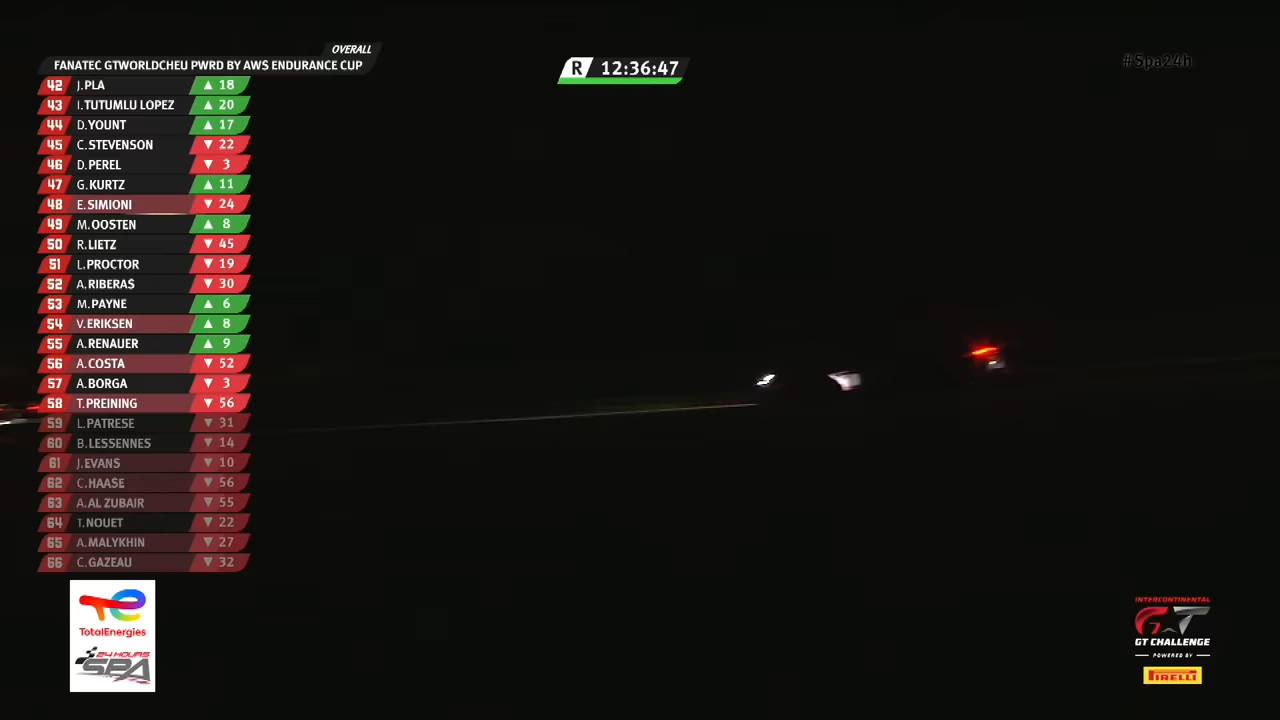 OVERALL
FANATEC GTWORLDCHEU PWRD BY AWS ENDURANCE CUP
R 12:36:47
#Spa24h
42 J.PLA ▲ 18
43 I.TUTUMLU LOPEZ ▲ 20
44 D.YOUNT ▲ 17
45 C.STEVENSON ▼ 22
46 D.PEREL ▼ 3
47 G.KURTZ ▲ 11
48 E.SIMIONI ▼ 24
49 M.OOSTEN ▲ 8
50 R.LIETZ ▼ 45
51 L.PROCTOR ▼ 19
52 A.RIBERAS ▼ 30
53 M.PAYNE ▲ 6
54 V.ERIKSEN ▲ 8
55 A.RENAUER ▲ 9
56 A.COSTA ▼ 52
57 A.BORGA ▼ 3
58 T.PREINING ▼ 56
59 L.PATRESE ▼ 31
60 B.LESSENNES ▼ 14
61 J.EVANS ▼ 10
62 C.HAASE ▼ 56
63 A.AL ZUBAIR ▼ 55
64 T.NOUET ▼ 22
65 A.MALYKHIN ▼ 27
66 C.GAZEAU ▼ 32
TotalEnergies
24 HOURS
SPA
INTERCONTINENTAL
GT
GT CHALLENGE
POWERED BY
PIRELLI